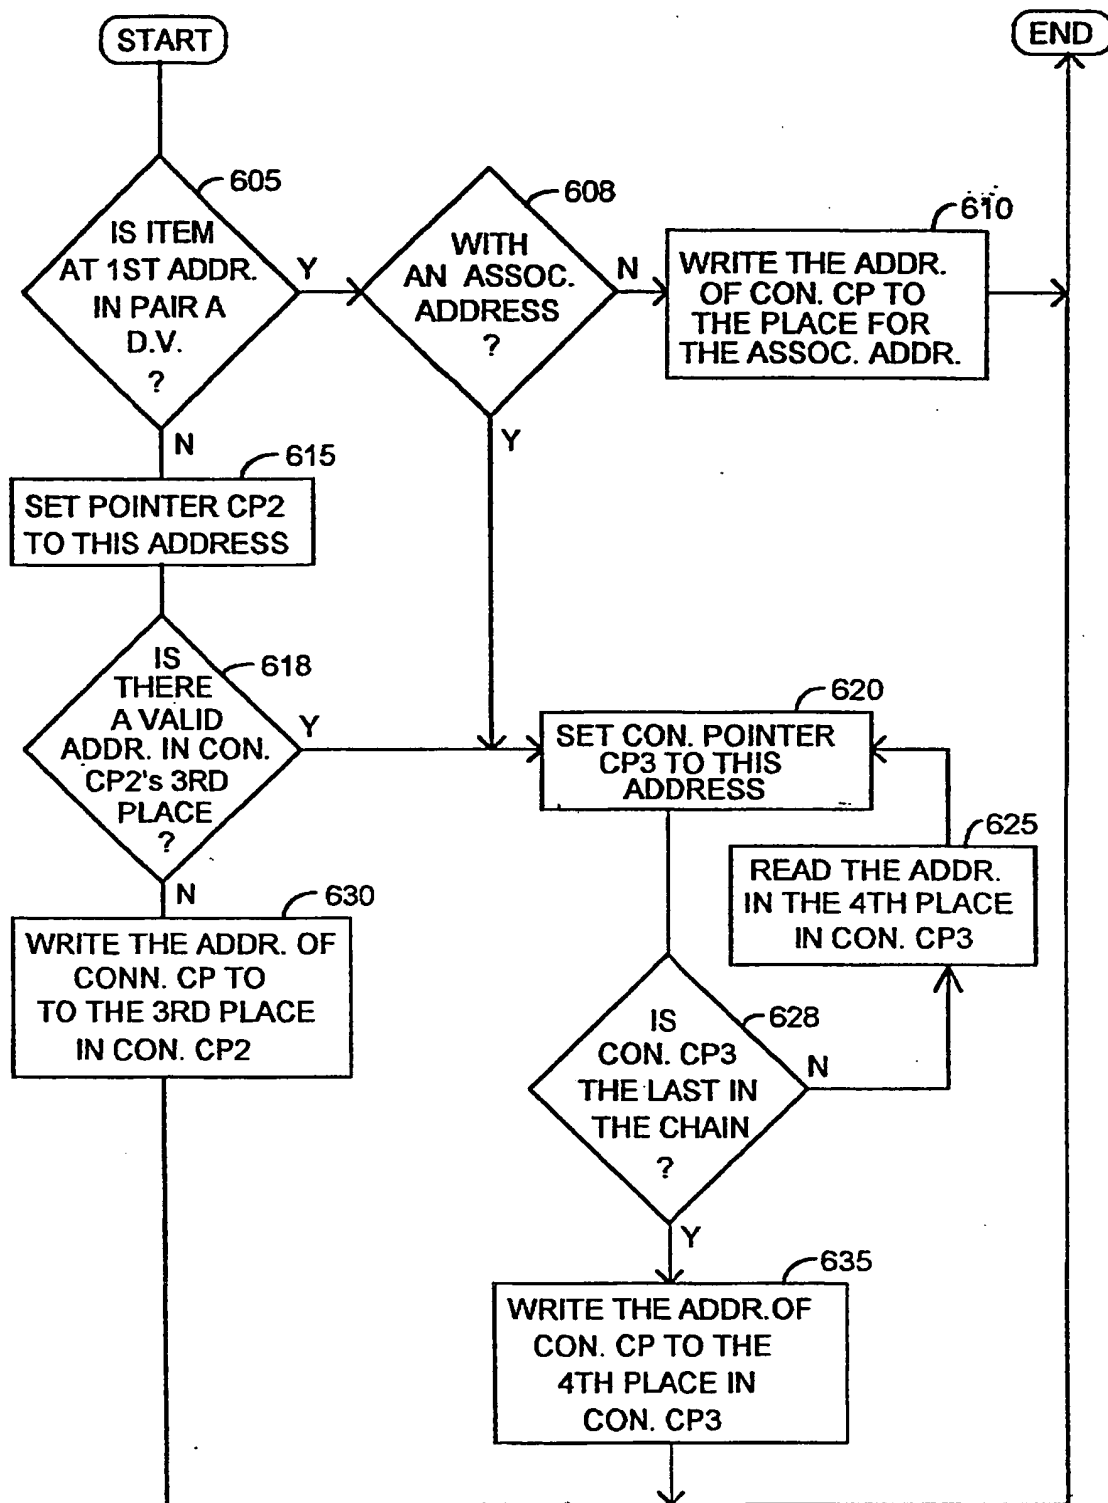 START
END
605
IS ITEM
AT 1ST ADDR.
IN PAIR A
D.V.
?
Y
N
608
WITH
AN ASSOC.
ADDRESS
?
N
Y
610
WRITE THE ADDR.
OF CON. CP TO
THE PLACE FOR
THE ASSOC. ADDR.
615
SET POINTER CP2
TO THIS ADDRESS
618
IS
THERE
A VALID
ADDR. IN CON.
CP2's 3RD
PLACE
?
Y
N
620
SET CON. POINTER
CP3 TO THIS
ADDRESS
625
READ THE ADDR.
IN THE 4TH PLACE
IN CON. CP3
630
WRITE THE ADDR. OF
CONN. CP TO
TO THE 3RD PLACE
IN CON. CP2
628
IS
CON. CP3
THE LAST IN
THE CHAIN
?
N
Y
635
WRITE THE ADDR.OF
CON. CP TO THE
4TH PLACE IN
CON. CP3